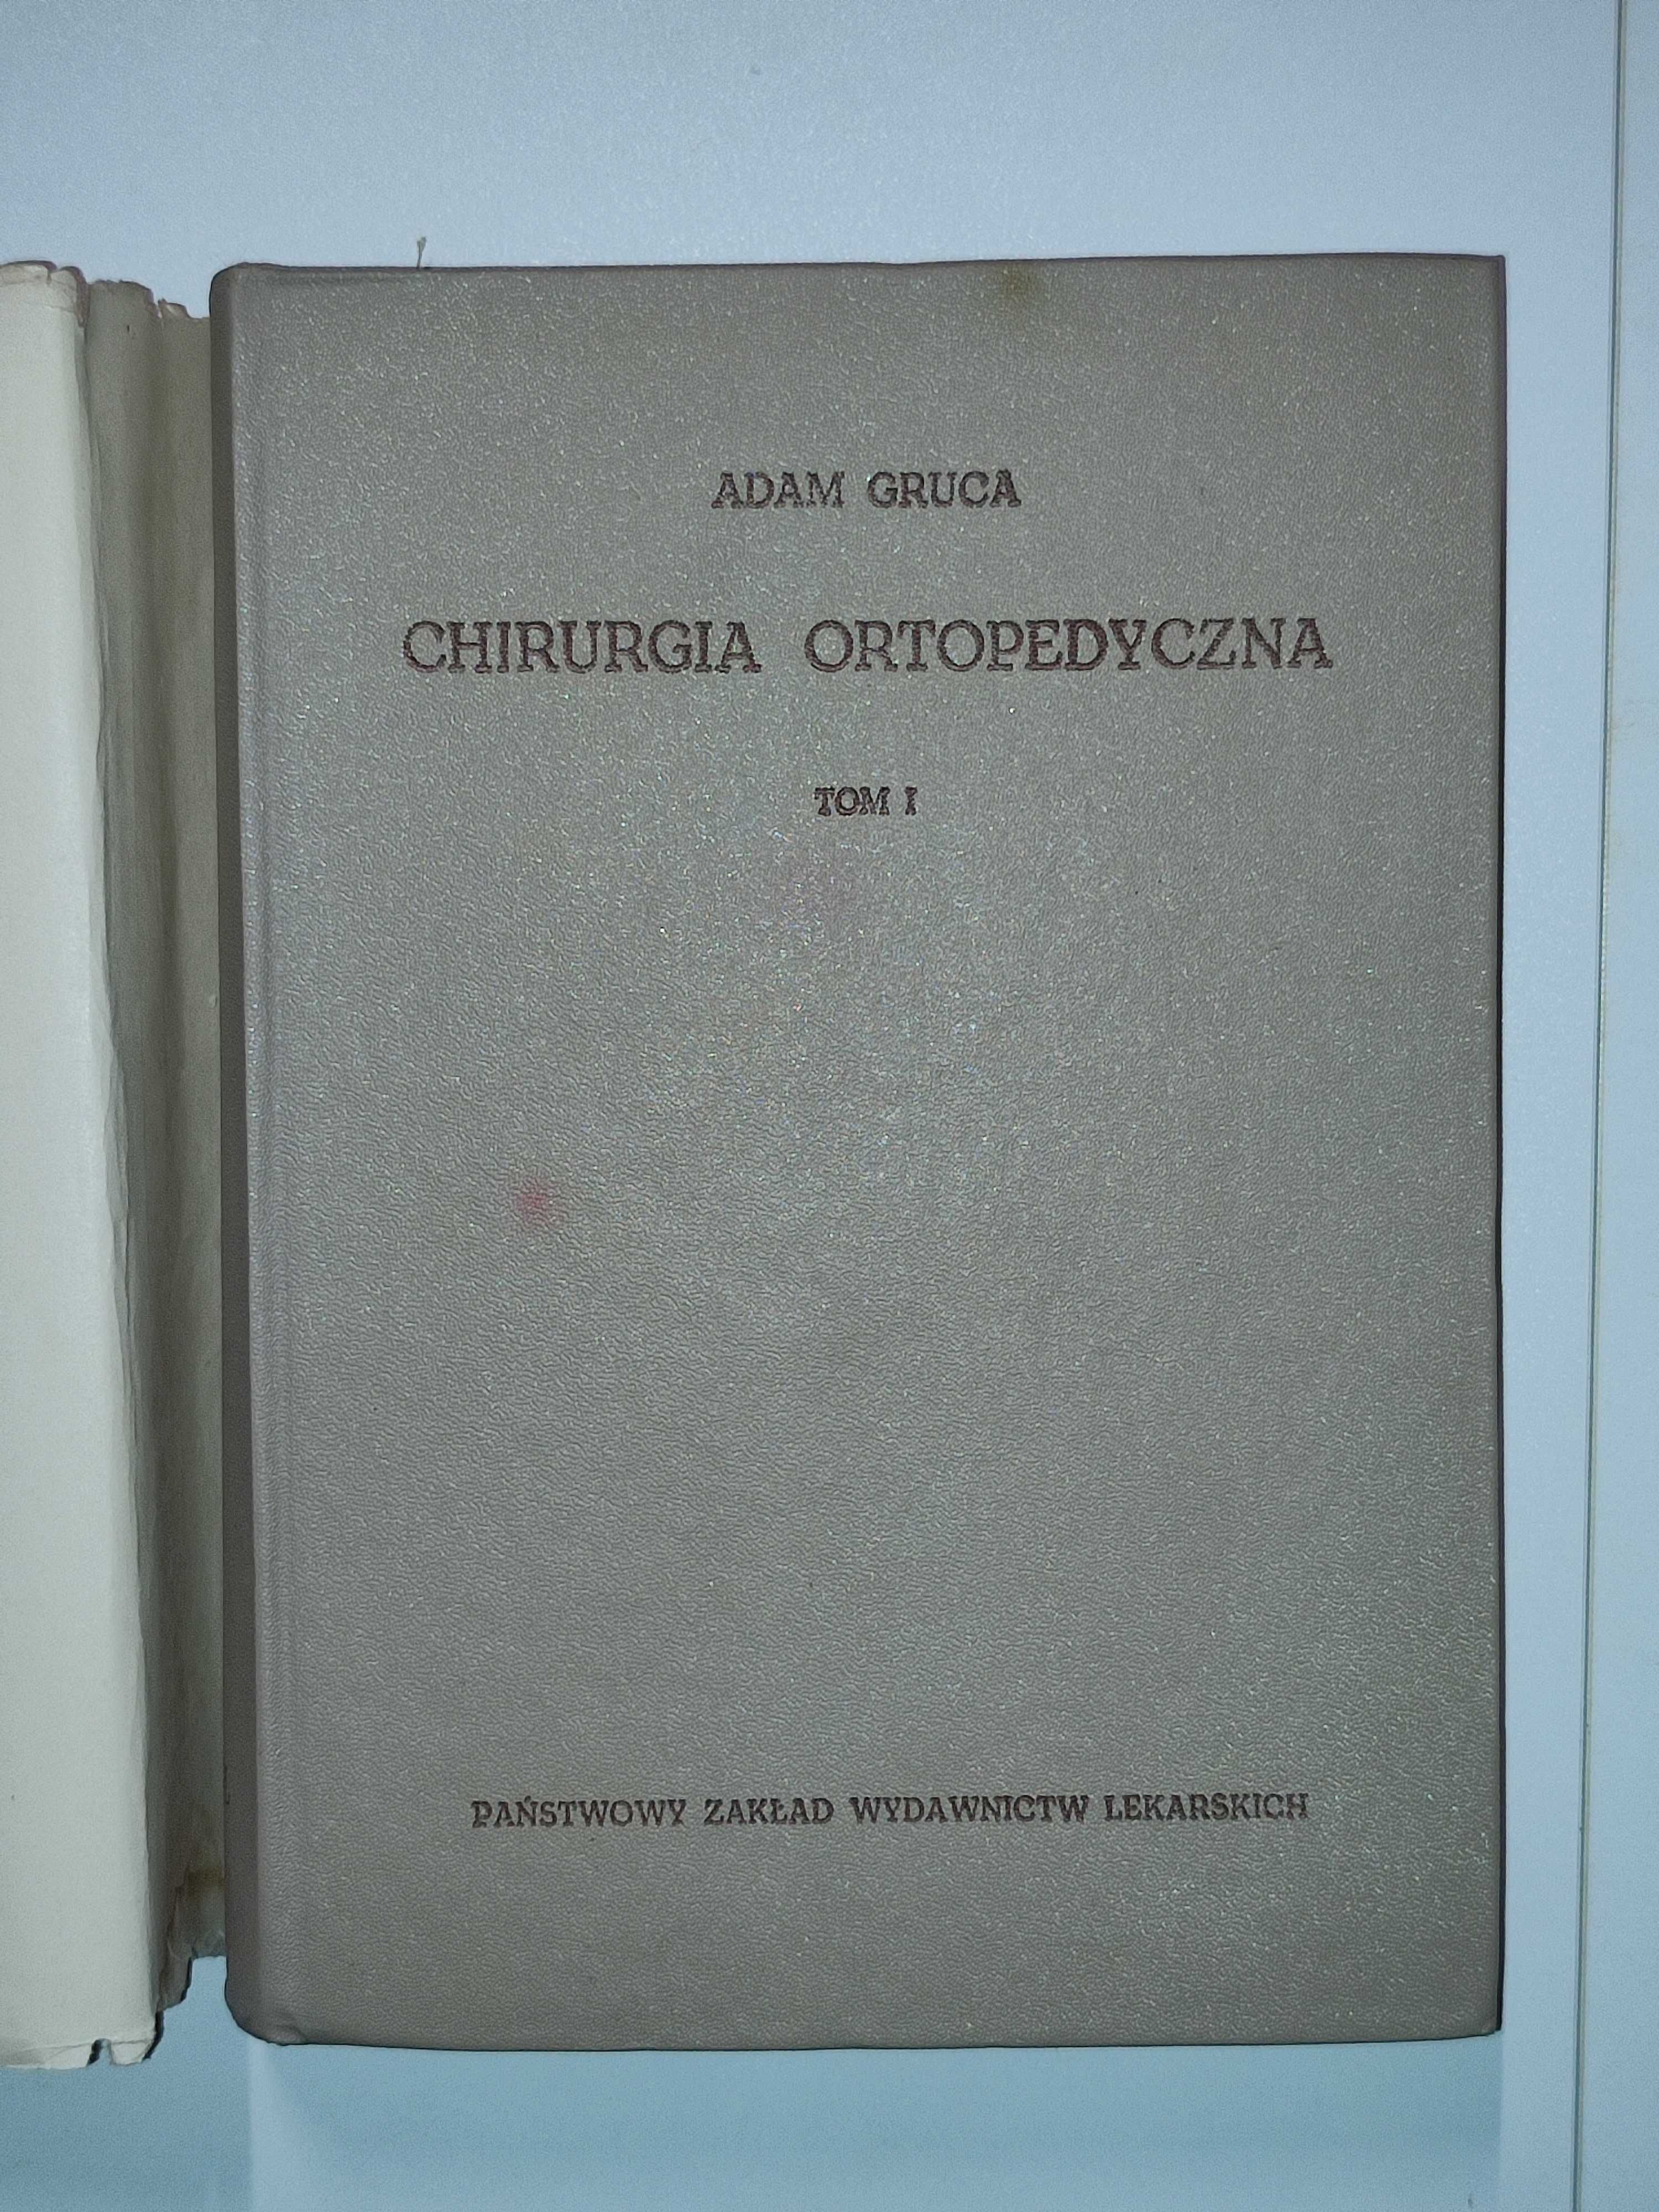 ADAM GRUCA
CHIRURGIA ORTOPEDYCZNA
TOM I
PAŃSTWOWY ZAKŁAD WYDAWNICTW LEKARSKICH